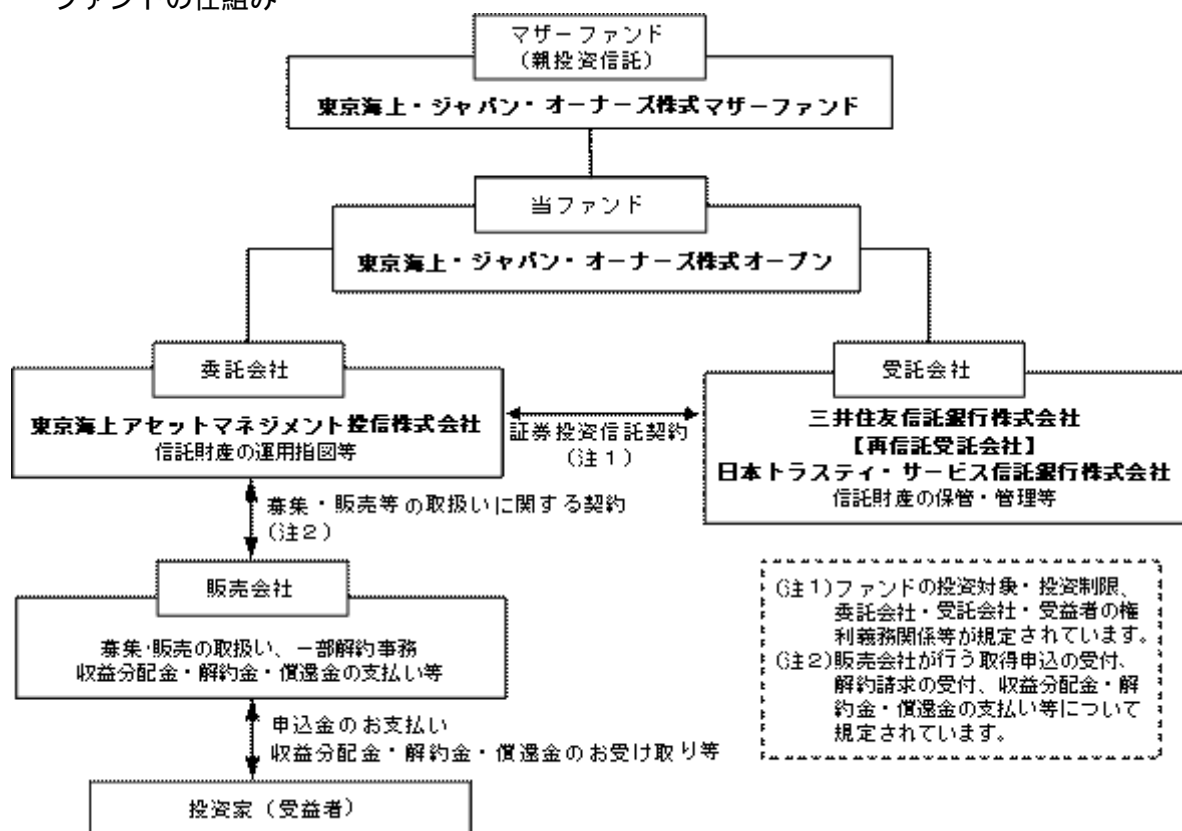 ファンドの仕組み
マザーファンド
(親投資信託)
東京海上・ジャパン・オーナーズ株式マザーファンド
当ファンド
東京海上・ジャパン・オーナーズ株式オープン
委託会社
東京海上アセットマネジメント投信株式会社
信託財産の運用指図等
証券投資信託契約
(注1)
受託会社
三井住友信託銀行株式会社
【再信託受託会社】
日本トラスティ・サービス信託銀行株式会社
信託財産の保管・管理等
募集・販売等の取扱いに関する契約
(注2)
販売会社
募集・販売の取扱い、一部解約事務
収益分配金・解約金・償還金の支払い等
申込金のお支払い
収益分配金・解約金・償還金のお受け取り等
投資家(受益者)
(注1)ファンドの投資対象・投資制限、
委託会社・受託会社・受益者の権
利義務関係等が規定されています。
(注2)販売会社が行う取得申込の受付、
解約請求の受付、収益分配金・解
約金・償還金の支払い等について
規定されています。